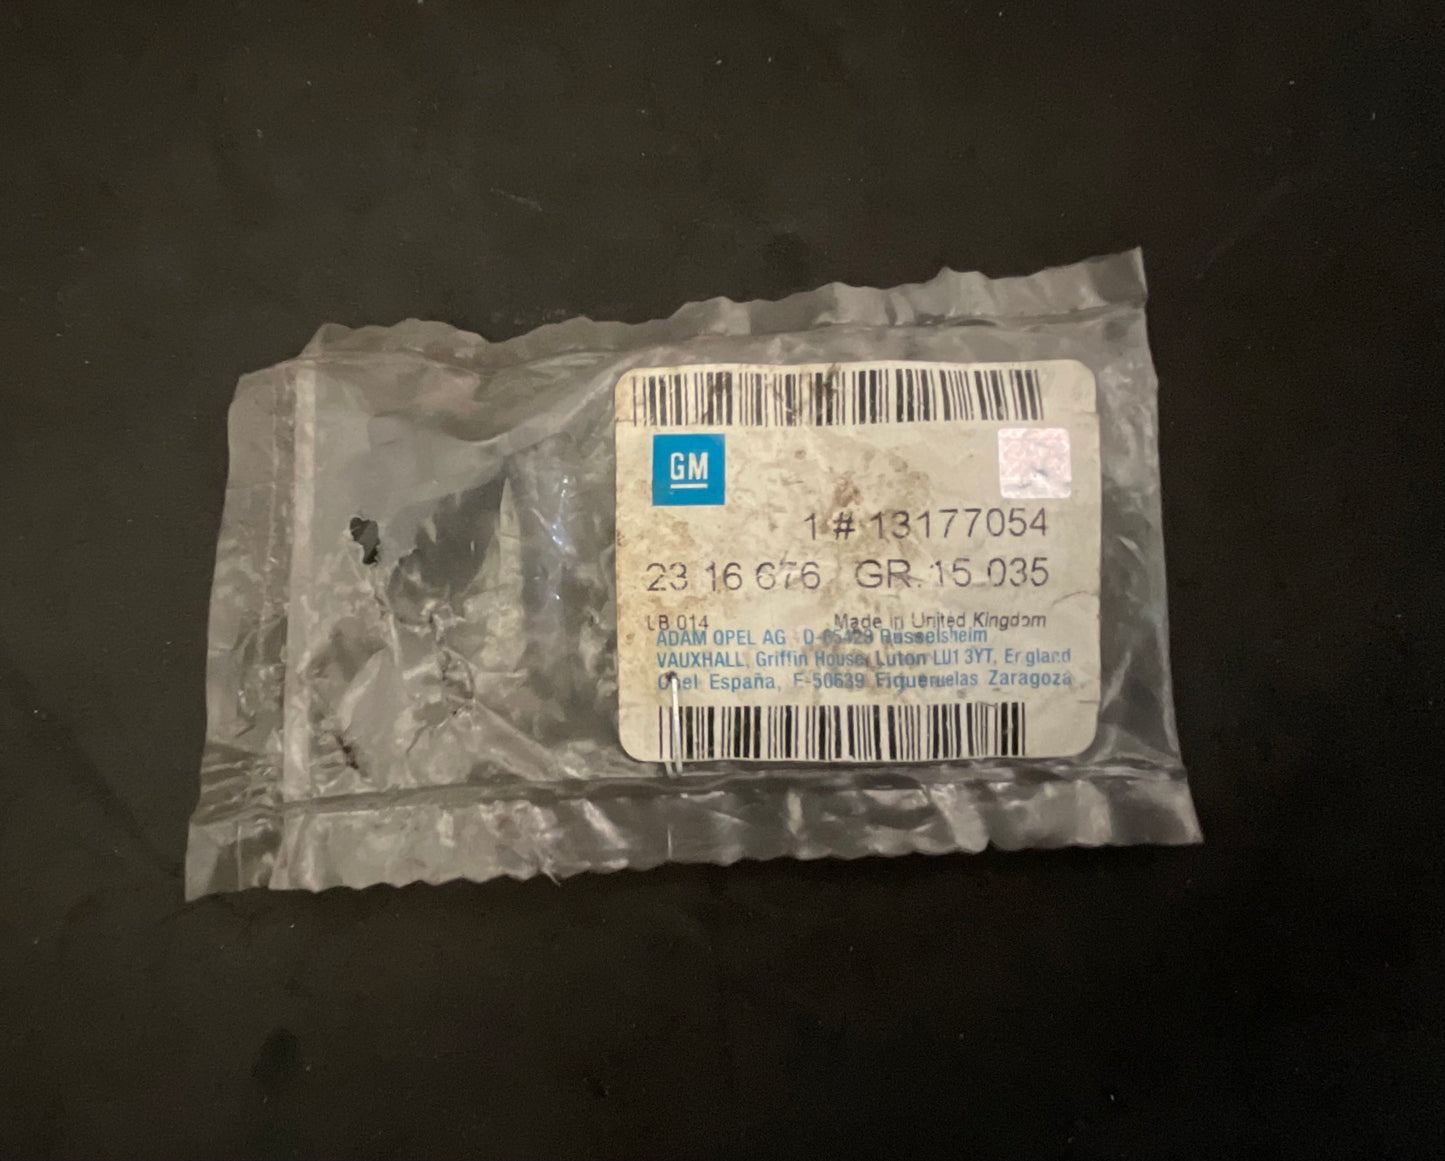 GM
1 # 13177054
23 16 676 GR. 15 035
LB 014 Made in United Kingdom
ADAM OPEL AG D-65423 Rüsselsheim
VAUXHALL, Griffin House, Luton LU1 3YT, England
Opel España, F-50639 Figueruelas Zaragoza